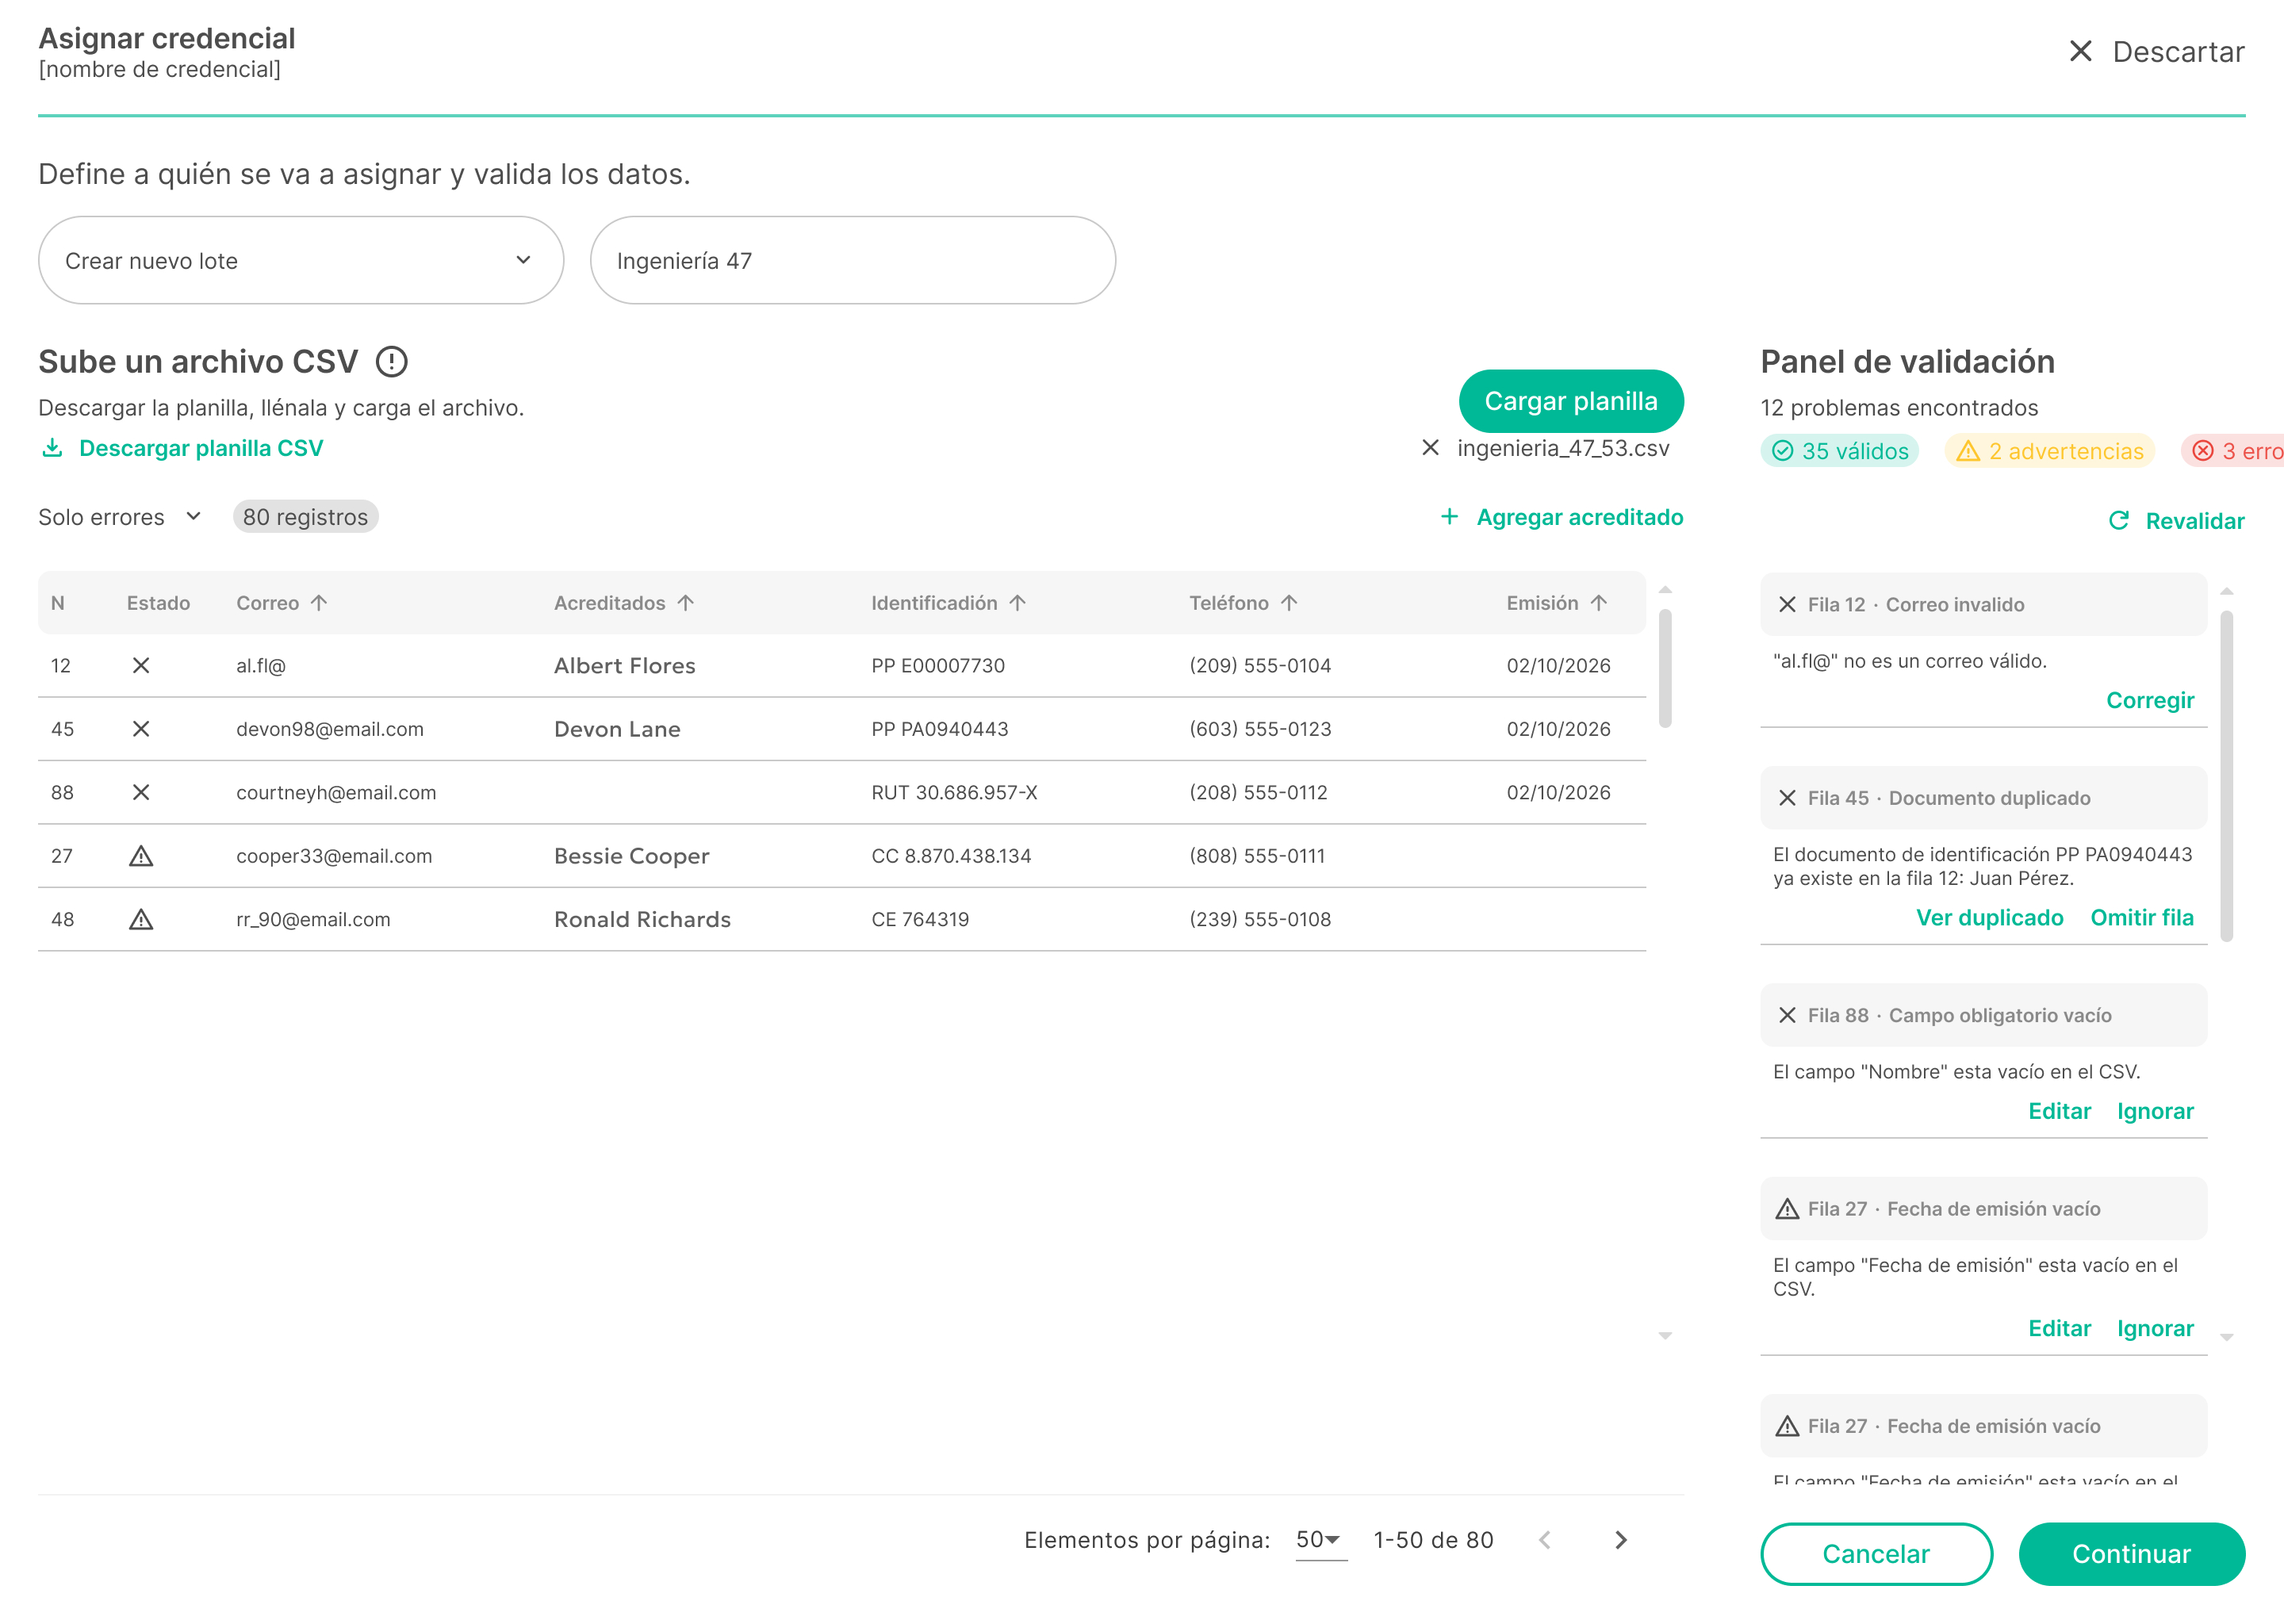 Asignar credencial
[nombre de credencial]
Descartar
Define a quién se va a asignar y valida los datos.
Crear nuevo lote
Ingeniería 47
Sube un archivo CSV
Descargar la planilla, llénala y carga el archivo.
Descargar planilla CSV
Cargar planilla
ingenieria_47_53.csv
Solo errores
80 registros
Agregar acreditado
N Estado Correo Acreditados Identificadión Teléfono Emisión
12 al.fl@ Albert Flores PP E00007730 (209) 555-0104 02/10/2026
45 devon98@email.com Devon Lane PP PA0940443 (603) 555-0123 02/10/2026
88 courtneyh@email.com RUT 30.686.957-X (208) 555-0112 02/10/2026
27 cooper33@email.com Bessie Cooper CC 8.870.438.134 (808) 555-0111
48 rr_90@email.com Ronald Richards CE 764319 (239) 555-0108
Elementos por página: 50 1-50 de 80
Panel de validación
12 problemas encontrados
35 válidos 2 advertencias 3 erro
Revalidar
Fila 12 · Correo invalido
"al.fl@" no es un correo válido.
Corregir
Fila 45 · Documento duplicado
El documento de identificación PP PA0940443
ya existe en la fila 12: Juan Pérez.
Ver duplicado Omitir fila
Fila 88 · Campo obligatorio vacío
El campo "Nombre" esta vacío en el CSV.
Editar Ignorar
Fila 27 · Fecha de emisión vacío
El campo "Fecha de emisión" esta vacío en el
CSV.
Editar Ignorar
Fila 27 · Fecha de emisión vacío
El campo "Fecha de emisión" esta vacío en el
Cancelar Continuar